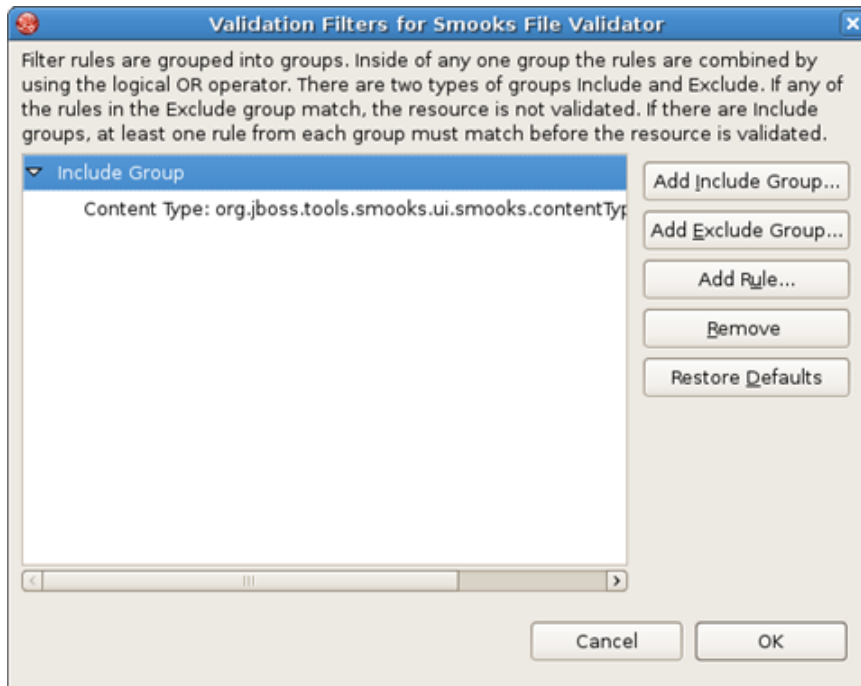 Validation Filters for Smooks File Validator
Filter rules are grouped into groups. Inside of any one group the rules are combined by
using the logical OR operator. There are two types of groups Include and Exclude. If any of
the rules in the Exclude group match, the resource is not validated. If there are Include
groups, at least one rule from each group must match before the resource is validated.
Include Group
Content Type: org.jboss.tools.smooks.ui.smooks.contentTyp
Add Include Group...
Add Exclude Group...
Add Rule...
Remove
Restore Defaults
Cancel
OK